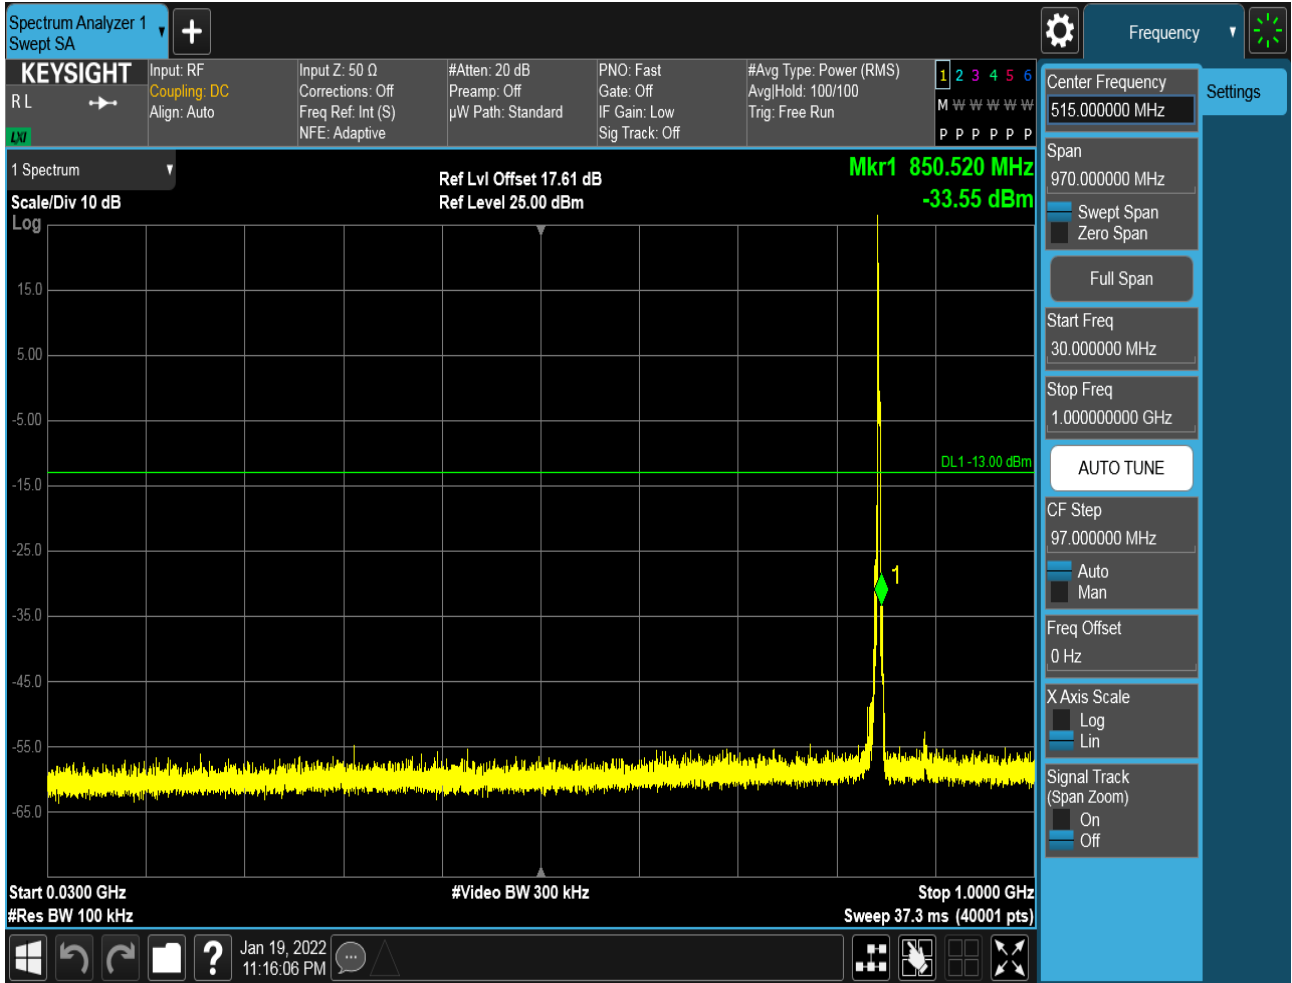 Spectrum Analyzer 1
Swept SA
Frequency
KEYSIGHT
R L
LXI
Input: RF
Coupling: DC
Align: Auto
Input Z: 50 Ω
Corrections: Off
Freq Ref: Int (S)
NFE: Adaptive
#Atten: 20 dB
Preamp: Off
µW Path: Standard
PNO: Fast
Gate: Off
IF Gain: Low
Sig Track: Off
#Avg Type: Power (RMS)
Avg|Hold: 100/100
Trig: Free Run
1 2 3 4 5 6
M W W W W W
P P P P P P
1 Spectrum
Scale/Div 10 dB
Log
Ref Lvl Offset 17.61 dB
Ref Level 25.00 dBm
Mkr1 850.520 MHz
-33.55 dBm
15.0
5.00
-5.00
-15.0
-25.0
-35.0
-45.0
-55.0
-65.0
DL1 -13.00 dBm
1
Start 0.0300 GHz
#Res BW 100 kHz
#Video BW 300 kHz
Stop 1.0000 GHz
Sweep 37.3 ms (40001 pts)
Center Frequency
515.000000 MHz
Settings
Span
970.000000 MHz
Swept Span
Zero Span
Full Span
Start Freq
30.000000 MHz
Stop Freq
1.000000000 GHz
AUTO TUNE
CF Step
97.000000 MHz
Auto
Man
Freq Offset
0 Hz
X Axis Scale
Log
Lin
Signal Track
(Span Zoom)
On
Off
?
Jan 19, 2022
11:16:06 PM